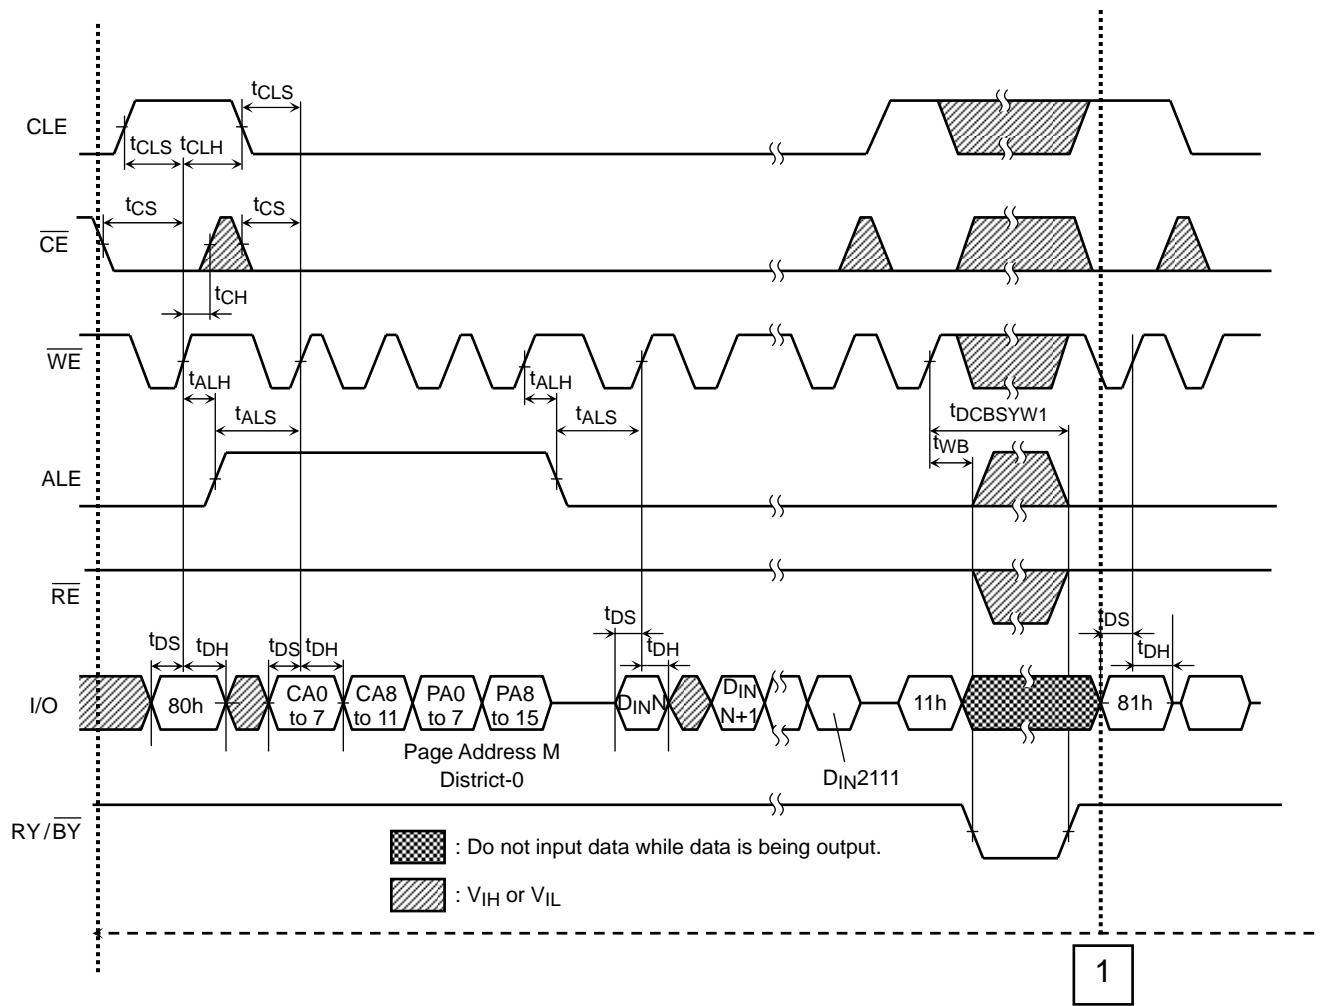 tCLS
CLE
tCLS tCLH
tCS tCS
CE
tCH
WE
tALH tALH
tALS tALS tDCBSYW1
tWB
ALE
RE
tDS tDH tDS tDH tDS tDH DS tDH
I/O 80h CA0 to 7 CA8 to 11 PA0 to 7 PA8 to 15 DINN DIN N+1 11h 81h
Page Address M
District-0
DIN2111
RY/BY
: Do not input data while data is being output.
: VIH or VIL
1